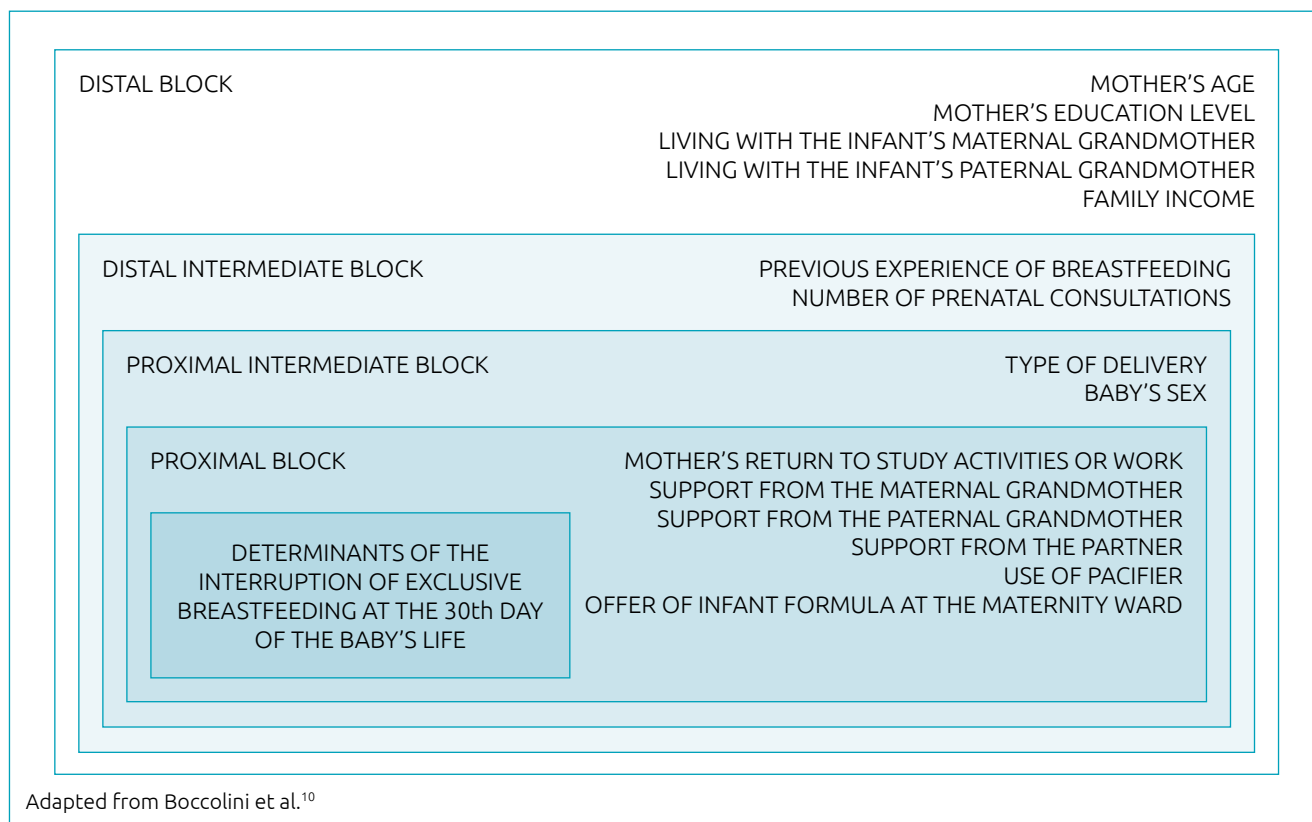 DISTAL BLOCK
MOTHER’S AGE
MOTHER’S EDUCATION LEVEL
LIVING WITH THE INFANT’S MATERNAL GRANDMOTHER
LIVING WITH THE INFANT’S PATERNAL GRANDMOTHER
FAMILY INCOME
DISTAL INTERMEDIATE BLOCK
PREVIOUS EXPERIENCE OF BREASTFEEDING
NUMBER OF PRENATAL CONSULTATIONS
PROXIMAL INTERMEDIATE BLOCK
TYPE OF DELIVERY
BABY’S SEX
PROXIMAL BLOCK
MOTHER’S RETURN TO STUDY ACTIVITIES OR WORK
SUPPORT FROM THE MATERNAL GRANDMOTHER
SUPPORT FROM THE PATERNAL GRANDMOTHER
SUPPORT FROM THE PARTNER
USE OF PACIFIER
OFFER OF INFANT FORMULA AT THE MATERNITY WARD
DETERMINANTS OF THE
INTERRUPTION OF EXCLUSIVE
BREASTFEEDING AT THE 30th DAY
OF THE BABY’S LIFE
Adapted from Boccolini et al.¹⁰